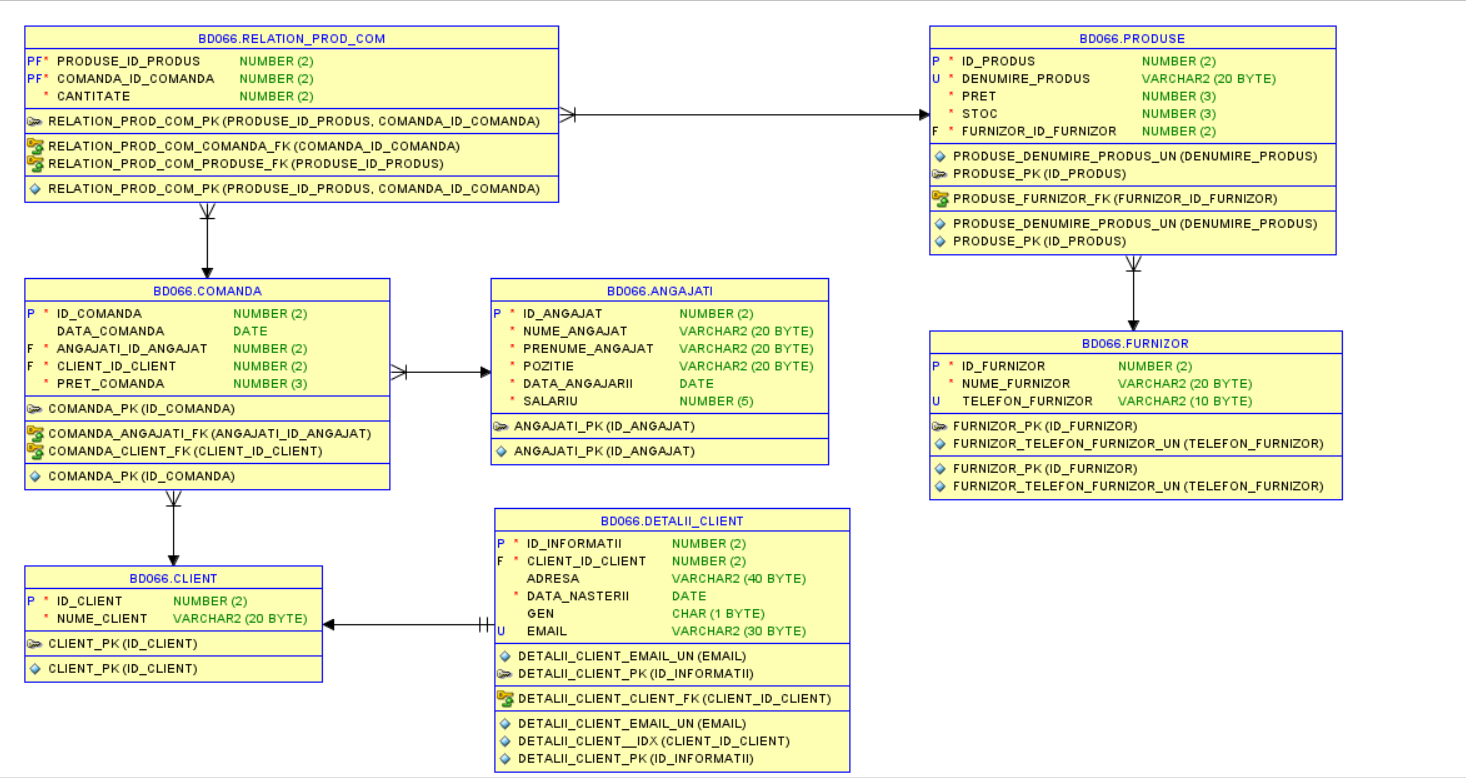 BD066.RELATION_PROD_COM
PF* PRODUSE_ID_PRODUS NUMBER (2)
PF* COMANDA_ID_COMANDA NUMBER (2)
* CANTITATE NUMBER (2)
RELATION_PROD_COM_PK (PRODUSE_ID_PRODUS, COMANDA_ID_COMANDA)
RELATION_PROD_COM_COMANDA_FK (COMANDA_ID_COMANDA)
RELATION_PROD_COM_PRODUSE_FK (PRODUSE_ID_PRODUS)
RELATION_PROD_COM_PK (PRODUSE_ID_PRODUS, COMANDA_ID_COMANDA)
BD066.PRODUSE
P * ID_PRODUS NUMBER (2)
U * DENUMIRE_PRODUS VARCHAR2 (20 BYTE)
* PRET NUMBER (3)
* STOC NUMBER (3)
F * FURNIZOR_ID_FURNIZOR NUMBER (2)
PRODUSE_DENUMIRE_PRODUS_UN (DENUMIRE_PRODUS)
PRODUSE_PK (ID_PRODUS)
PRODUSE_FURNIZOR_FK (FURNIZOR_ID_FURNIZOR)
PRODUSE_DENUMIRE_PRODUS_UN (DENUMIRE_PRODUS)
PRODUSE_PK (ID_PRODUS)
BD066.COMANDA
P * ID_COMANDA NUMBER (2)
DATA_COMANDA DATE
F * ANGAJATI_ID_ANGAJAT NUMBER (2)
F * CLIENT_ID_CLIENT NUMBER (2)
* PRET_COMANDA NUMBER (3)
COMANDA_PK (ID_COMANDA)
COMANDA_ANGAJATI_FK (ANGAJATI_ID_ANGAJAT)
COMANDA_CLIENT_FK (CLIENT_ID_CLIENT)
COMANDA_PK (ID_COMANDA)
BD066.ANGAJATI
P * ID_ANGAJAT NUMBER (2)
* NUME_ANGAJAT VARCHAR2 (20 BYTE)
* PRENUME_ANGAJAT VARCHAR2 (20 BYTE)
* POZITIE VARCHAR2 (20 BYTE)
* DATA_ANGAJARII DATE
* SALARIU NUMBER (5)
ANGAJATI_PK (ID_ANGAJAT)
ANGAJATI_PK (ID_ANGAJAT)
BD066.FURNIZOR
P * ID_FURNIZOR NUMBER (2)
* NUME_FURNIZOR VARCHAR2 (20 BYTE)
U TELEFON_FURNIZOR VARCHAR2 (10 BYTE)
FURNIZOR_PK (ID_FURNIZOR)
FURNIZOR_TELEFON_FURNIZOR_UN (TELEFON_FURNIZOR)
FURNIZOR_PK (ID_FURNIZOR)
FURNIZOR_TELEFON_FURNIZOR_UN (TELEFON_FURNIZOR)
BD066.CLIENT
P * ID_CLIENT NUMBER (2)
* NUME_CLIENT VARCHAR2 (20 BYTE)
CLIENT_PK (ID_CLIENT)
CLIENT_PK (ID_CLIENT)
BD066.DETALII_CLIENT
P * ID_INFORMATII NUMBER (2)
F * CLIENT_ID_CLIENT NUMBER (2)
ADRESA VARCHAR2 (40 BYTE)
* DATA_NASTERII DATE
GEN CHAR (1 BYTE)
U EMAIL VARCHAR2 (30 BYTE)
DETALII_CLIENT_EMAIL_UN (EMAIL)
DETALII_CLIENT_PK (ID_INFORMATII)
DETALII_CLIENT_CLIENT_FK (CLIENT_ID_CLIENT)
DETALII_CLIENT_EMAIL_UN (EMAIL)
DETALII_CLIENT__IDX (CLIENT_ID_CLIENT)
DETALII_CLIENT_PK (ID_INFORMATII)